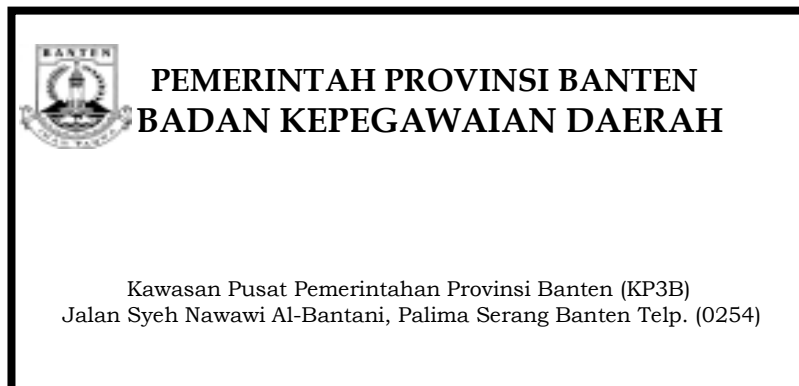 BANTEN
PEMERINTAH PROVINSI BANTEN
BADAN KEPEGAWAIAN DAERAH
Kawasan Pusat Pemerintahan Provinsi Banten (KP3B)
Jalan Syeh Nawawi Al-Bantani, Palima Serang Banten Telp. (0254)